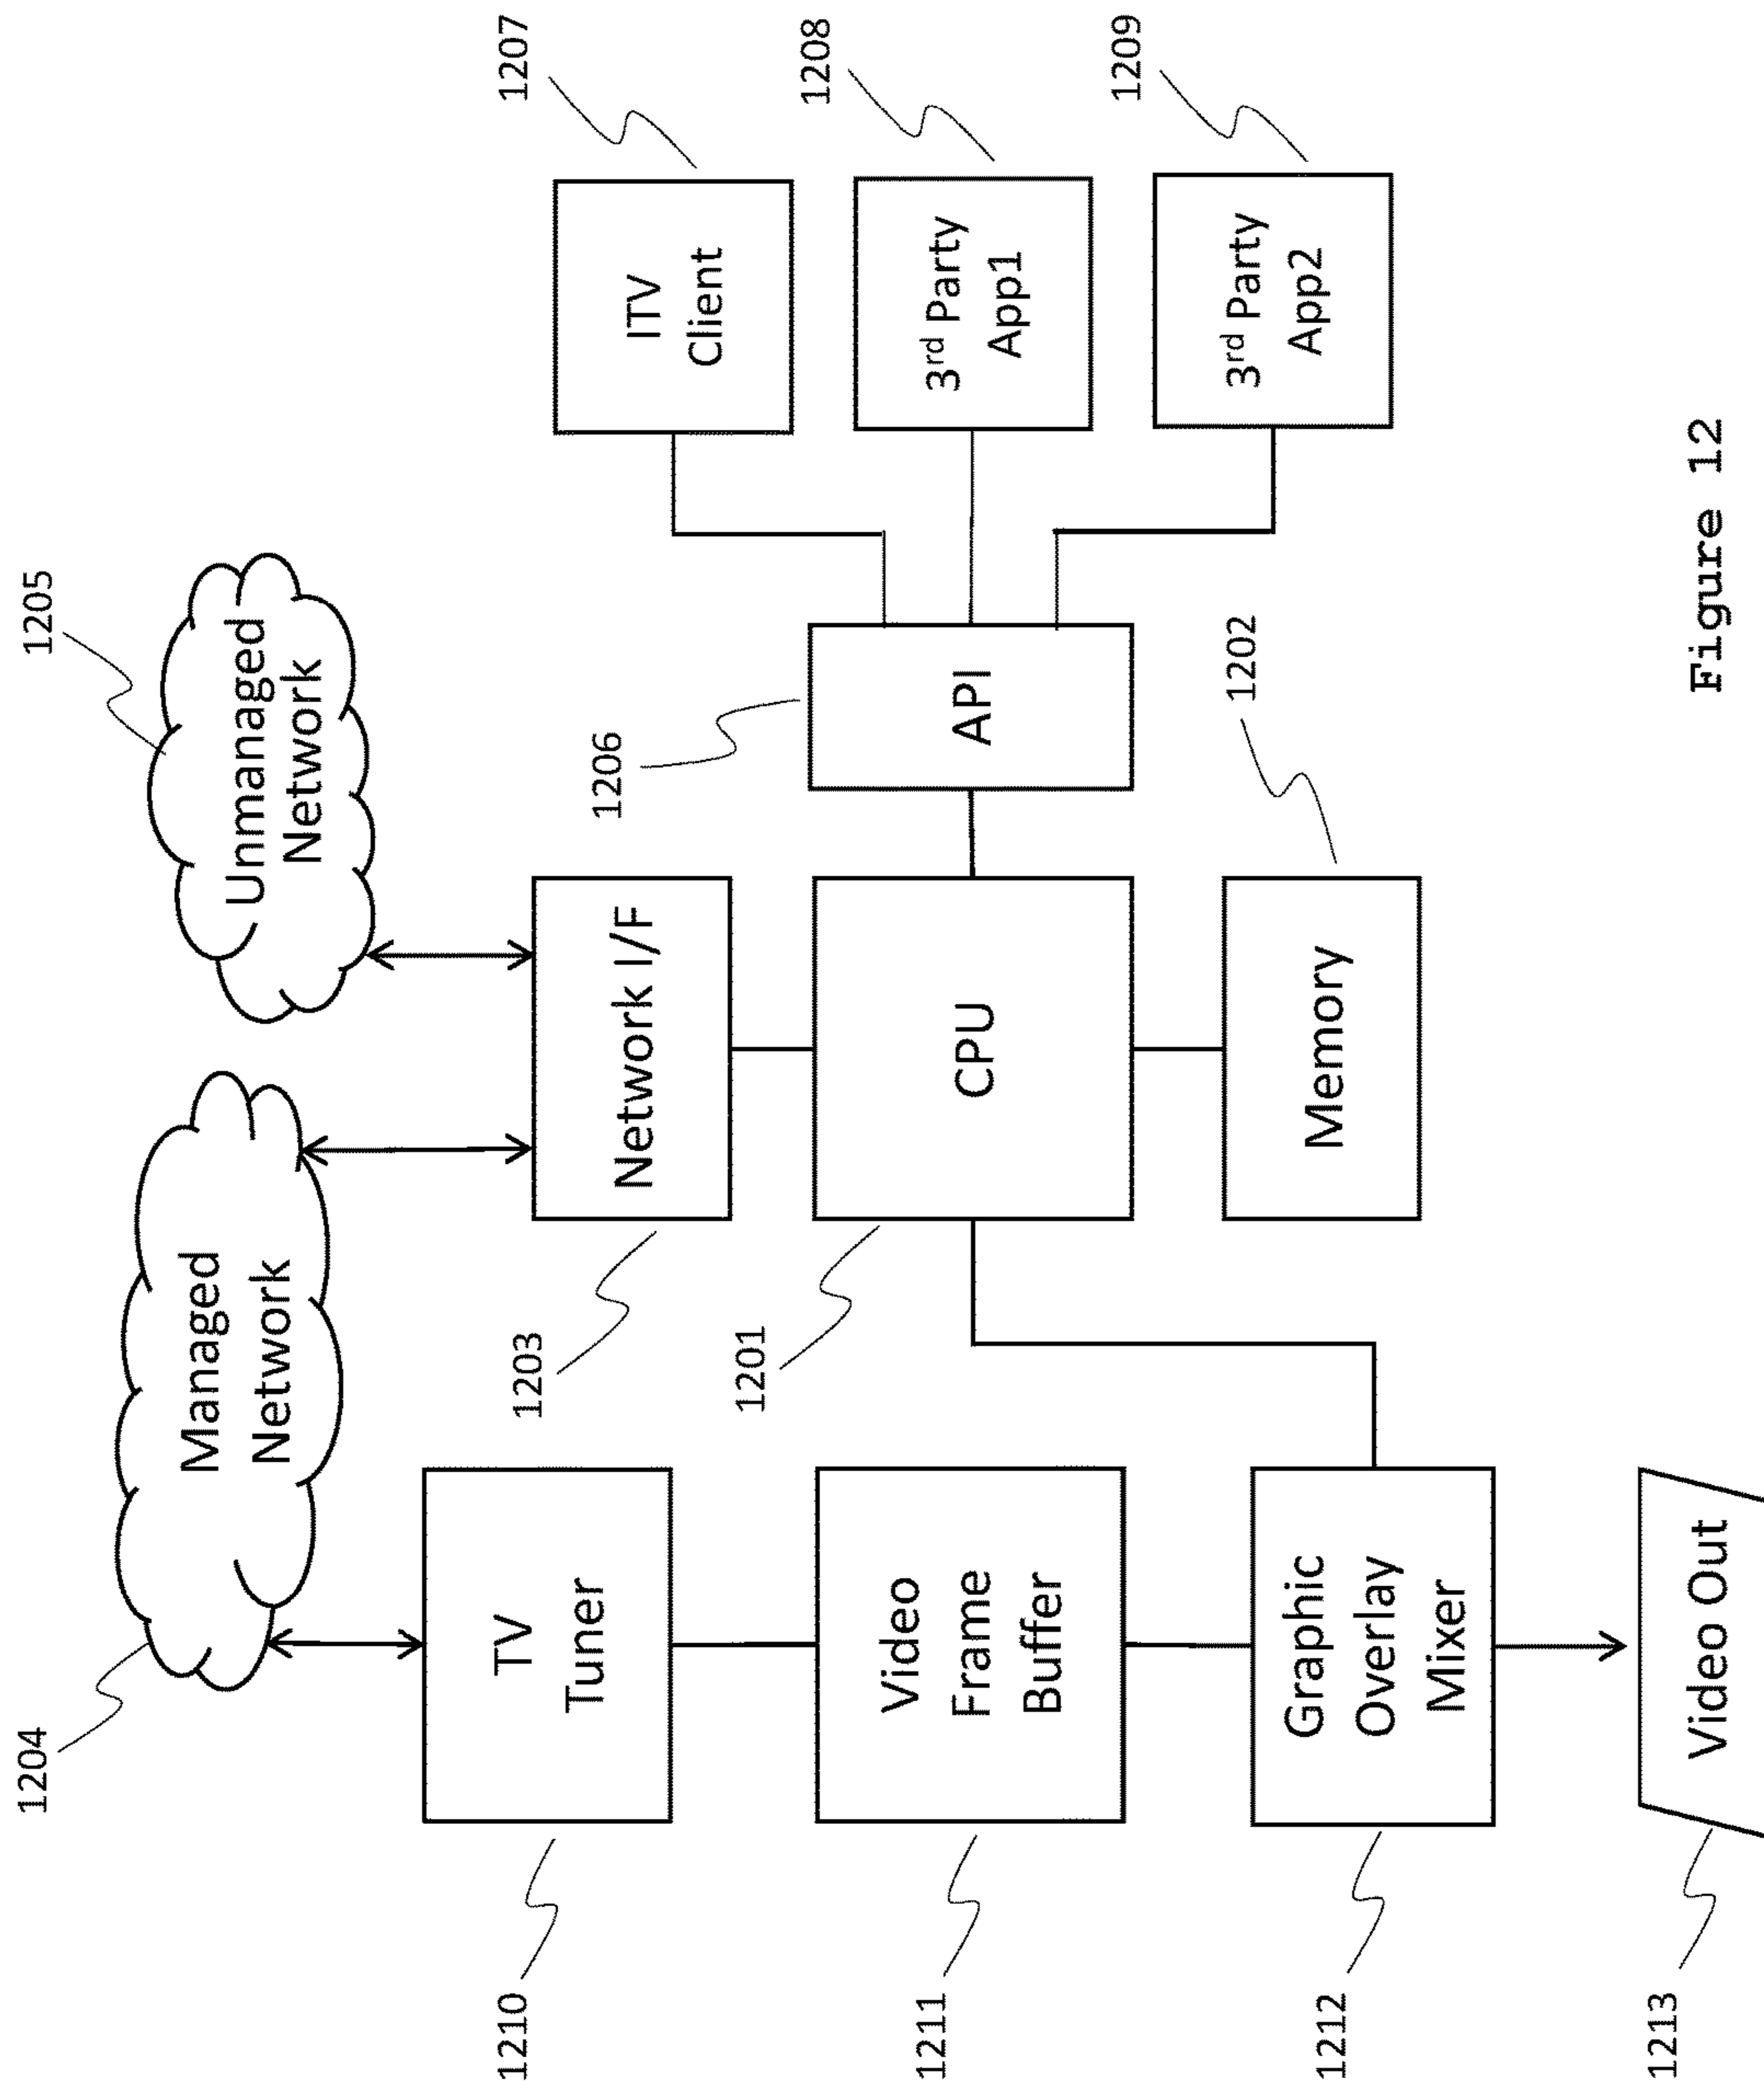 1204
Managed
Network
1205
Unmanaged
Network
1210
TV
Tuner
1203
Network I/F
1207
ITV
Client
1211
Video
Frame
Buffer
1201
CPU
1206
API
1208
3rd Party
App1
1212
Graphic
Overlay
Mixer
Memory
1202
1209
3rd Party
App2
1213
Video Out
Figure 12